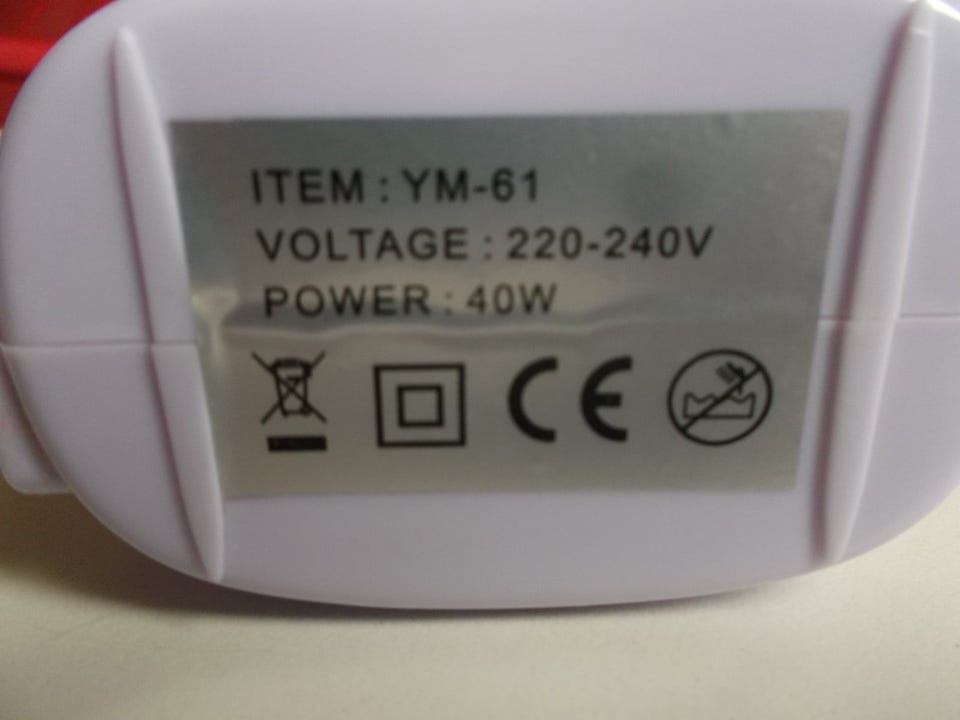 ITEM : YM-61
VOLTAGE : 220-240V
POWER : 40W
CE